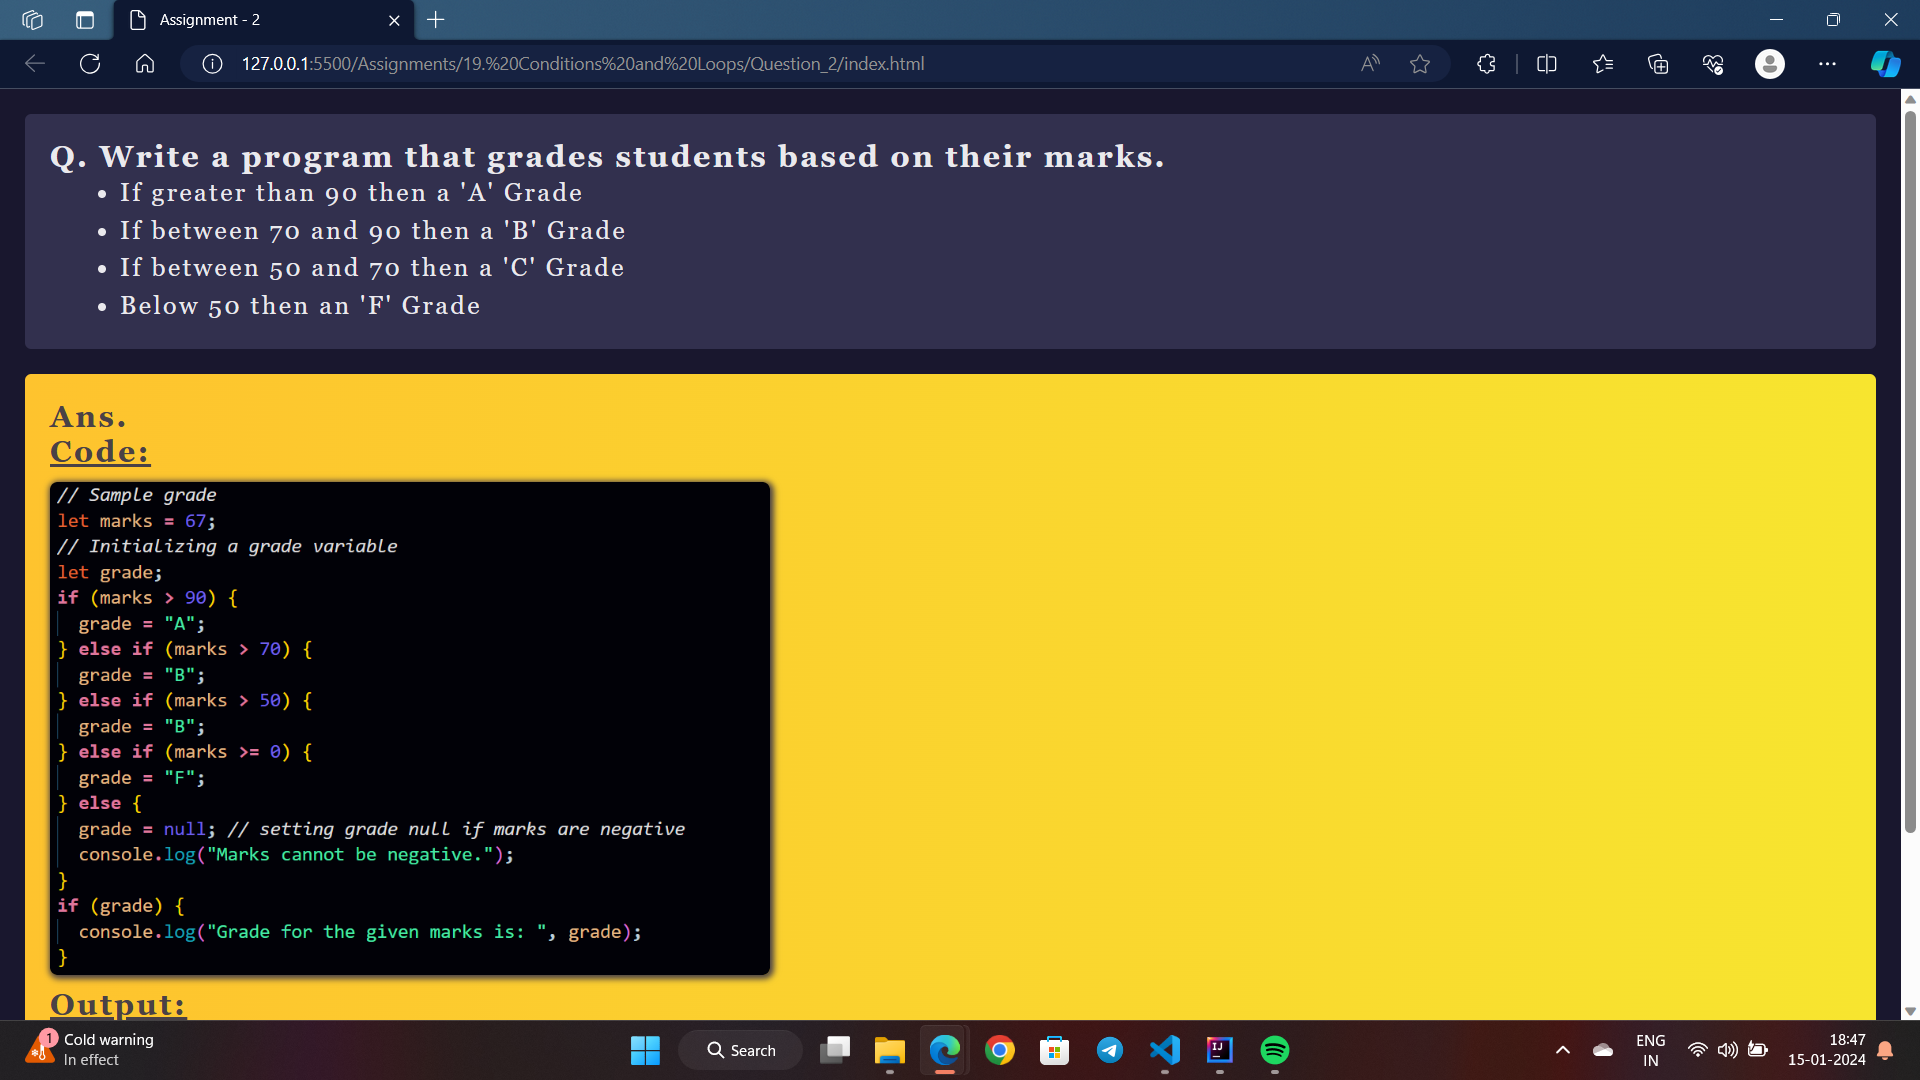 Assignment - 2
127.0.0.1:5500/Assignments/19.%20Conditions%20and%20Loops/Question_2/index.html
Q. Write a program that grades students based on their marks.
• If greater than 90 then a 'A' Grade
• If between 70 and 90 then a 'B' Grade
• If between 50 and 70 then a 'C' Grade
• Below 50 then an 'F' Grade
Ans.
Code:
// Sample grade
let marks = 67;
// Initializing a grade variable
let grade;
if (marks > 90) {
  grade = "A";
} else if (marks > 70) {
  grade = "B";
} else if (marks > 50) {
  grade = "B";
} else if (marks >= 0) {
  grade = "F";
} else {
  grade = null; // setting grade null if marks are negative
  console.log("Marks cannot be negative.");
}
if (grade) {
  console.log("Grade for the given marks is: ", grade);
}
Output:
1
Cold warning
In effect
Search
IJ
ENG
IN
18:47
15-01-2024